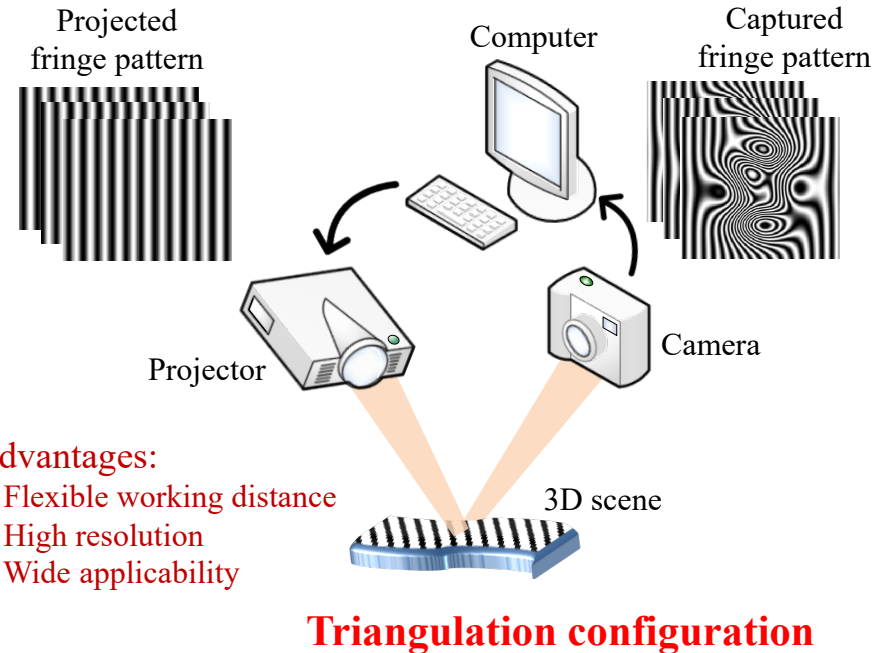 Projected
fringe pattern
Computer
Captured
fringe pattern
Projector
Camera
dvantages:
Flexible working distance
High resolution
Wide applicability
3D scene
Triangulation configuration